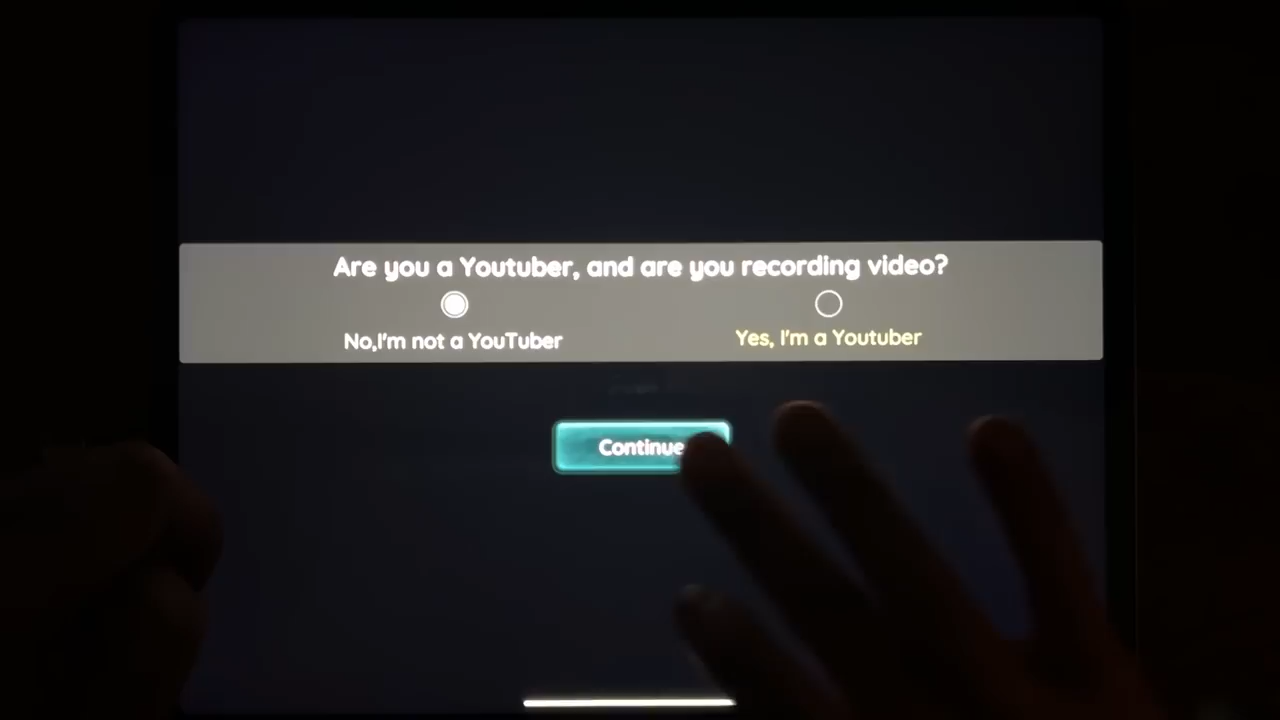 Are you a Youtuber, and are you recording video?
No,I'm not a YouTuber
Yes, I'm a Youtuber
Continue